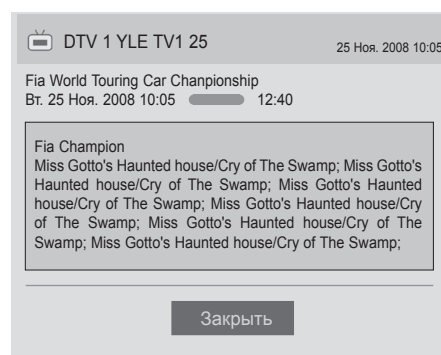 DTV 1 YLE TV1 25 25 Ноя. 2008 10:05
Fia World Touring Car Chanpionship
Вт. 25 Ноя. 2008 10:05 12:40
Fia Champion
Miss Gotto's Haunted house/Cry of The Swamp; Miss Gotto's
Haunted house/Cry of The Swamp; Miss Gotto's Haunted
house/Cry of The Swamp; Miss Gotto's Haunted house/Cry
of The Swamp; Miss Gotto's Haunted house/Cry of The
Swamp; Miss Gotto's Haunted house/Cry of The Swamp;
Закрыть